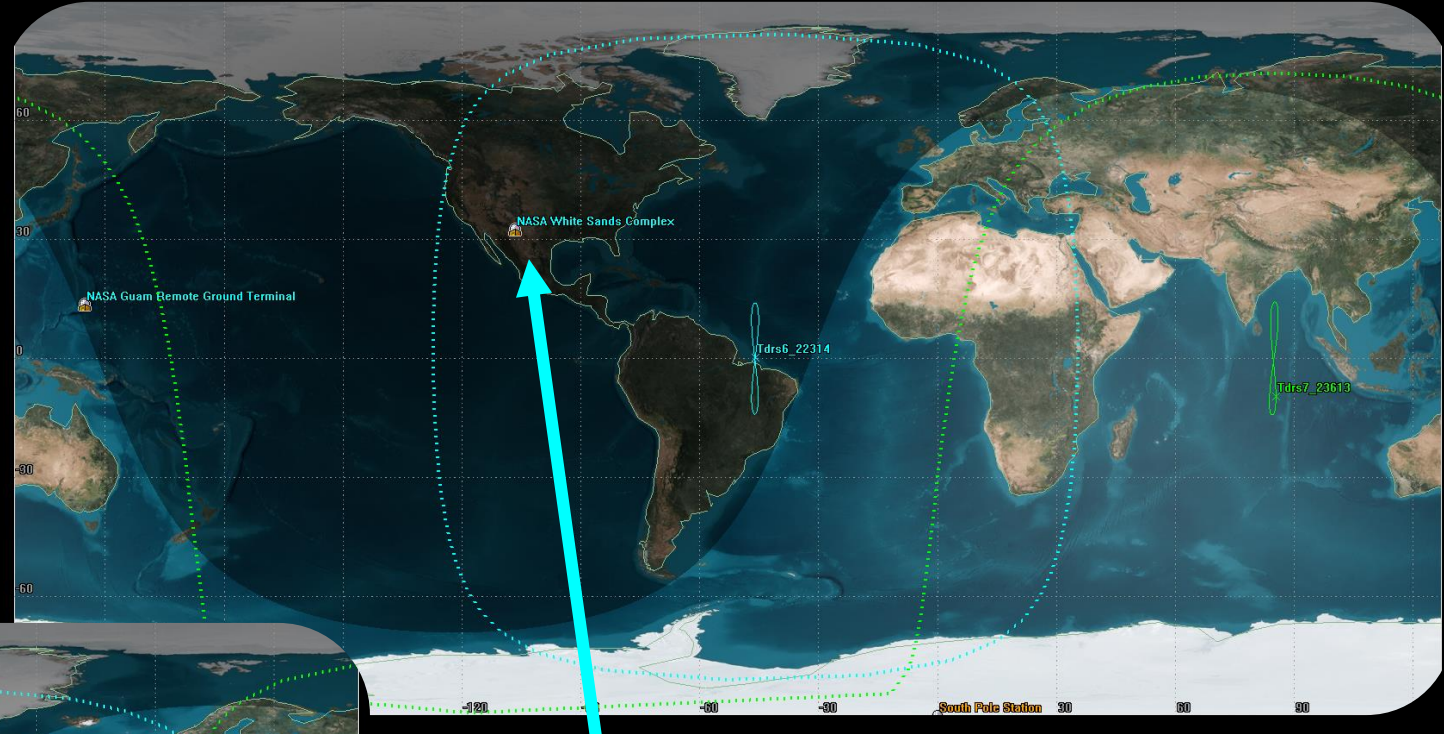 60
NASA White Sands Complex
30
NASA Guam Remote Ground Terminal
0
Tdrs6_22314
Tdrs7_23613
-30
-60
-120
-60
-30
South Pole Station
30
60
90